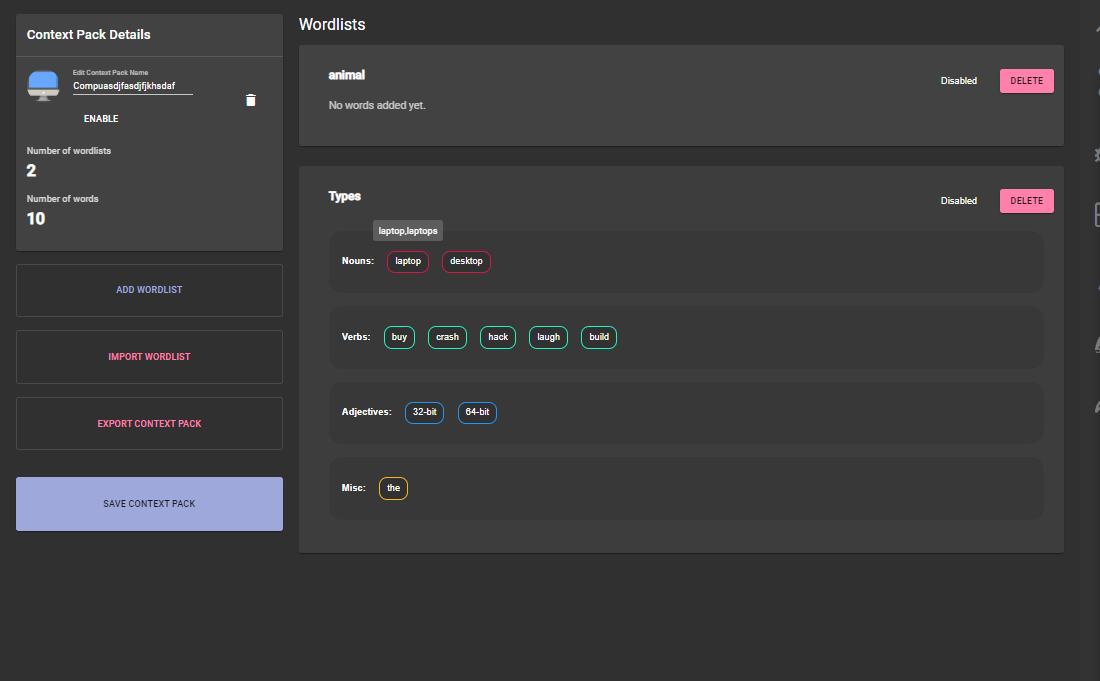 Context Pack Details
Edit Context Pack Name
Compuasdjfasdjfjkhsdaf
ENABLE
Number of wordlists
2
Number of words
10
ADD WORDLIST
IMPORT WORDLIST
EXPORT CONTEXT PACK
SAVE CONTEXT PACK
Wordlists
animal
Disabled
DELETE
No words added yet.
Types
Disabled
DELETE
laptop,laptops
Nouns: laptop desktop
Verbs: buy crash hack laugh build
Adjectives: 32-bit 64-bit
Misc: the